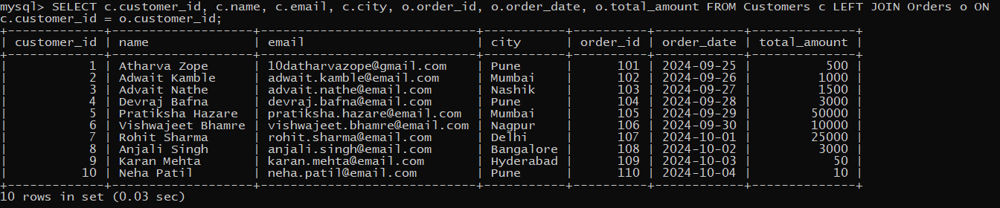 mysql> SELECT c.customer_id, c.name, c.email, c.city, o.order_id, o.order_date, o.total_amount FROM Customers c LEFT JOIN Orders o ON
c.customer_id = o.customer_id;
+-------------+-------------------+-----------------------------+-----------+----------+------------+--------------+
| customer_id | name              | email                       | city      | order_id | order_date | total_amount |
+-------------+-------------------+-----------------------------+-----------+----------+------------+--------------+
|           1 | Atharva Zope      | 10datharvazope@gmail.com    | Pune      |      101 | 2024-09-25 |          500 |
|           2 | Adwait Kamble     | adwait.kamble@email.com     | Mumbai    |      102 | 2024-09-26 |         1000 |
|           3 | Advait Nathe      | advait.nathe@email.com      | Nashik    |      103 | 2024-09-27 |         1500 |
|           4 | Devraj Bafna      | devraj.bafna@email.com      | Pune      |      104 | 2024-09-28 |         3000 |
|           5 | Pratiksha Hazare  | pratiksha.hazare@email.com  | Mumbai    |      105 | 2024-09-29 |        50000 |
|           6 | Vishwajeet Bhamre | vishwajeet.bhamre@email.com | Nagpur    |      106 | 2024-09-30 |        10000 |
|           7 | Rohit Sharma      | rohit.sharma@email.com      | Delhi     |      107 | 2024-10-01 |        25000 |
|           8 | Anjali Singh      | anjali.singh@email.com      | Bangalore |      108 | 2024-10-02 |         3000 |
|           9 | Karan Mehta       | karan.mehta@email.com       | Hyderabad |      109 | 2024-10-03 |           50 |
|          10 | Neha Patil        | neha.patil@email.com        | Pune      |      110 | 2024-10-04 |           10 |
+-------------+-------------------+-----------------------------+-----------+----------+------------+--------------+
10 rows in set (0.03 sec)